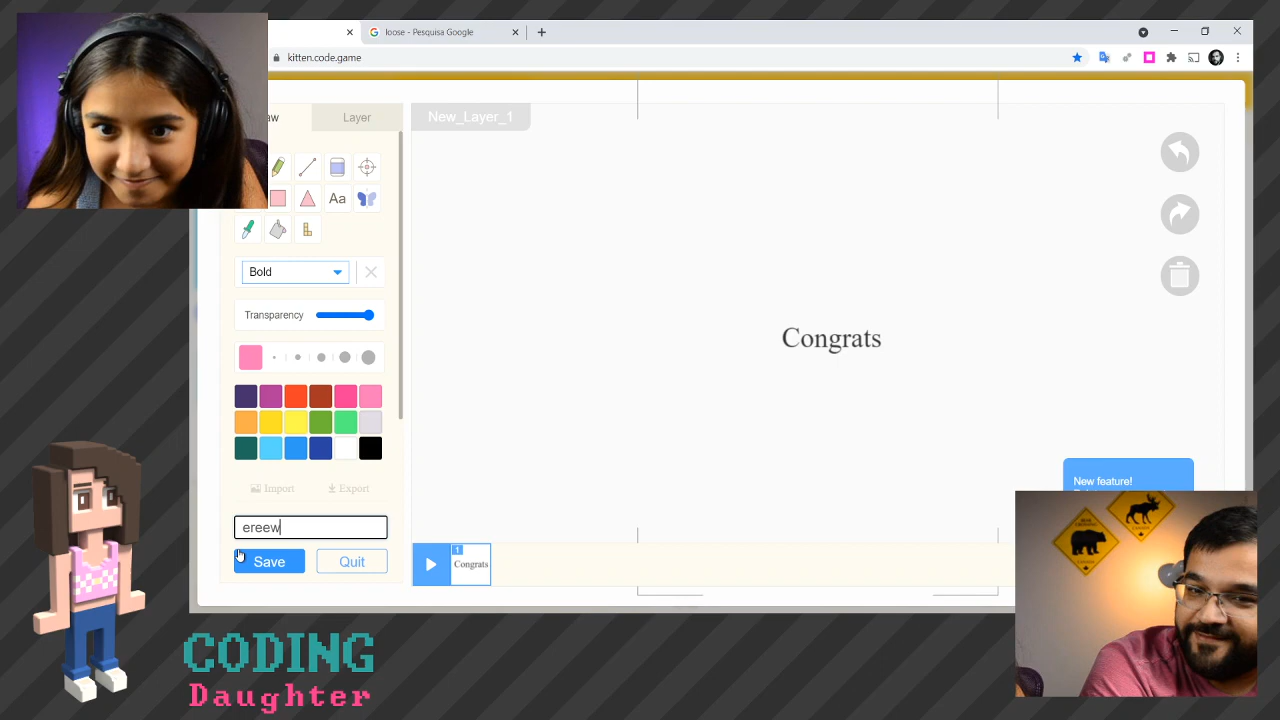 loose - Pesquisa Google
kitten.code.game
aw
Layer
New_Layer_1
Aa
Bold
Transparency
Congrats
Import
Export
New feature!
ereew
Save
Quit
1
Congrats
CODING
Daughter